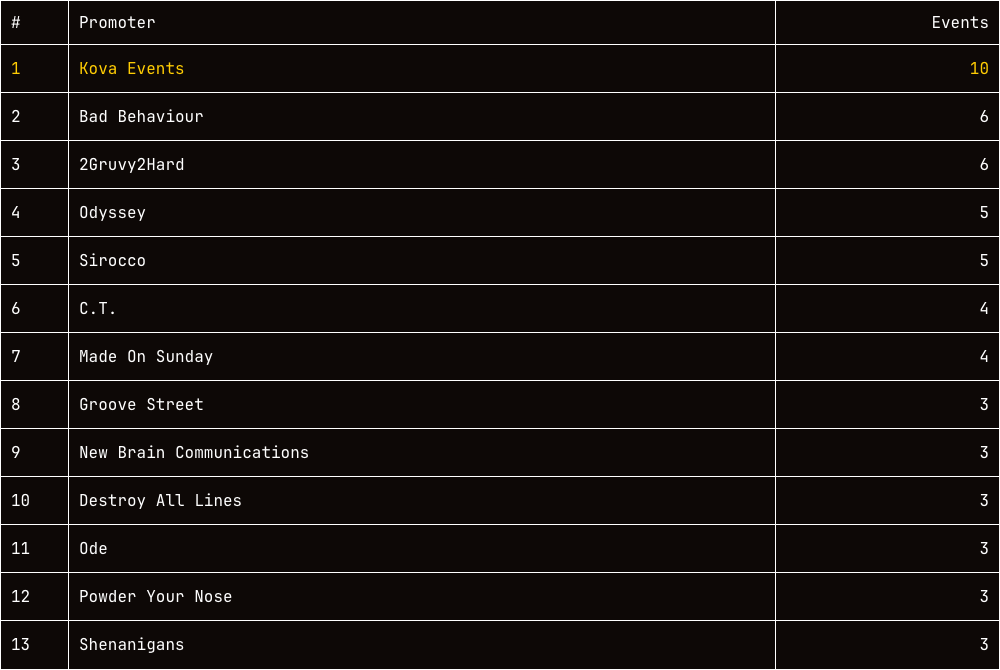 # Promoter Events
1 Kova Events 10
2 Bad Behaviour 6
3 2Gruvy2Hard 6
4 Odyssey 5
5 Sirocco 5
6 C.T. 4
7 Made On Sunday 4
8 Groove Street 3
9 New Brain Communications 3
10 Destroy All Lines 3
11 Ode 3
12 Powder Your Nose 3
13 Shenanigans 3